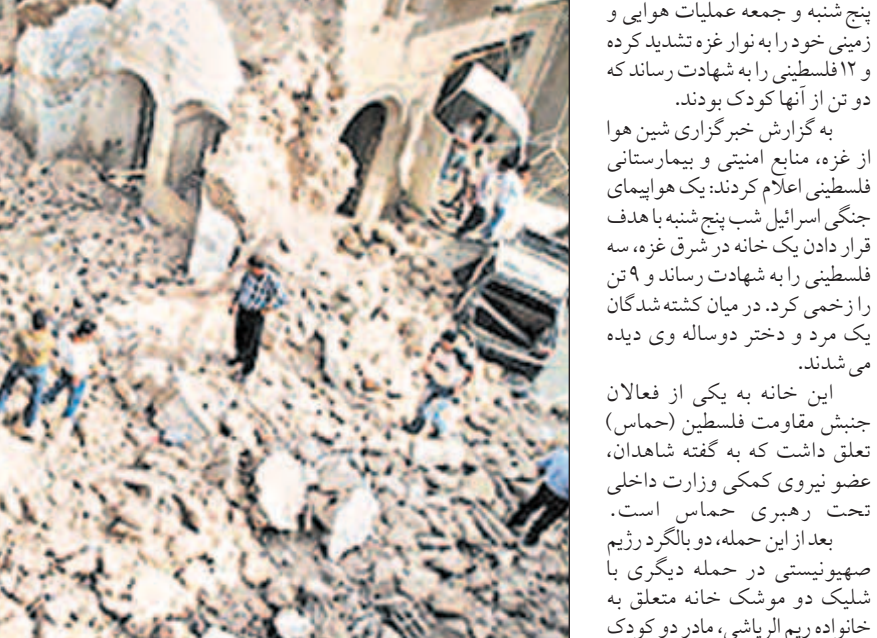 پنج شنبه و جمعه عملیات هوایی و
زمینی خود را به نوار غزه تشدید کرده
و ۱۲ فلسطینی را به شهادت رساند که
دو تن از آنها کودک بودند.
به گزارش خبرگزاری شین هوا
از غزه، منابع امنیتی و بیمارستانی
فلسطینی اعلام کردند: یک هواپیمای
جنگی اسرائیل شب پنج شنبه با هدف
قرار دادن یک خانه در شرق غزه، سه
فلسطینی را به شهادت رساند و ۹ تن
را زخمی کرد. در میان کشته شدگان
یک مرد و دختر دوساله وی دیده
می شدند.
این خانه به یکی از فعالان
جنبش مقاومت فلسطین (حماس)
تعلق داشت که به گفته شاهدان،
عضو نیروی کمکی وزارت داخلی
تحت رهبری حماس است.
بعد از این حمله، دو بالگرد رژیم
صهیونیستی در حمله دیگری با
شلیک دو موشک خانه متعلق به
خانواده ریم الریاشی، مادر دو کودک